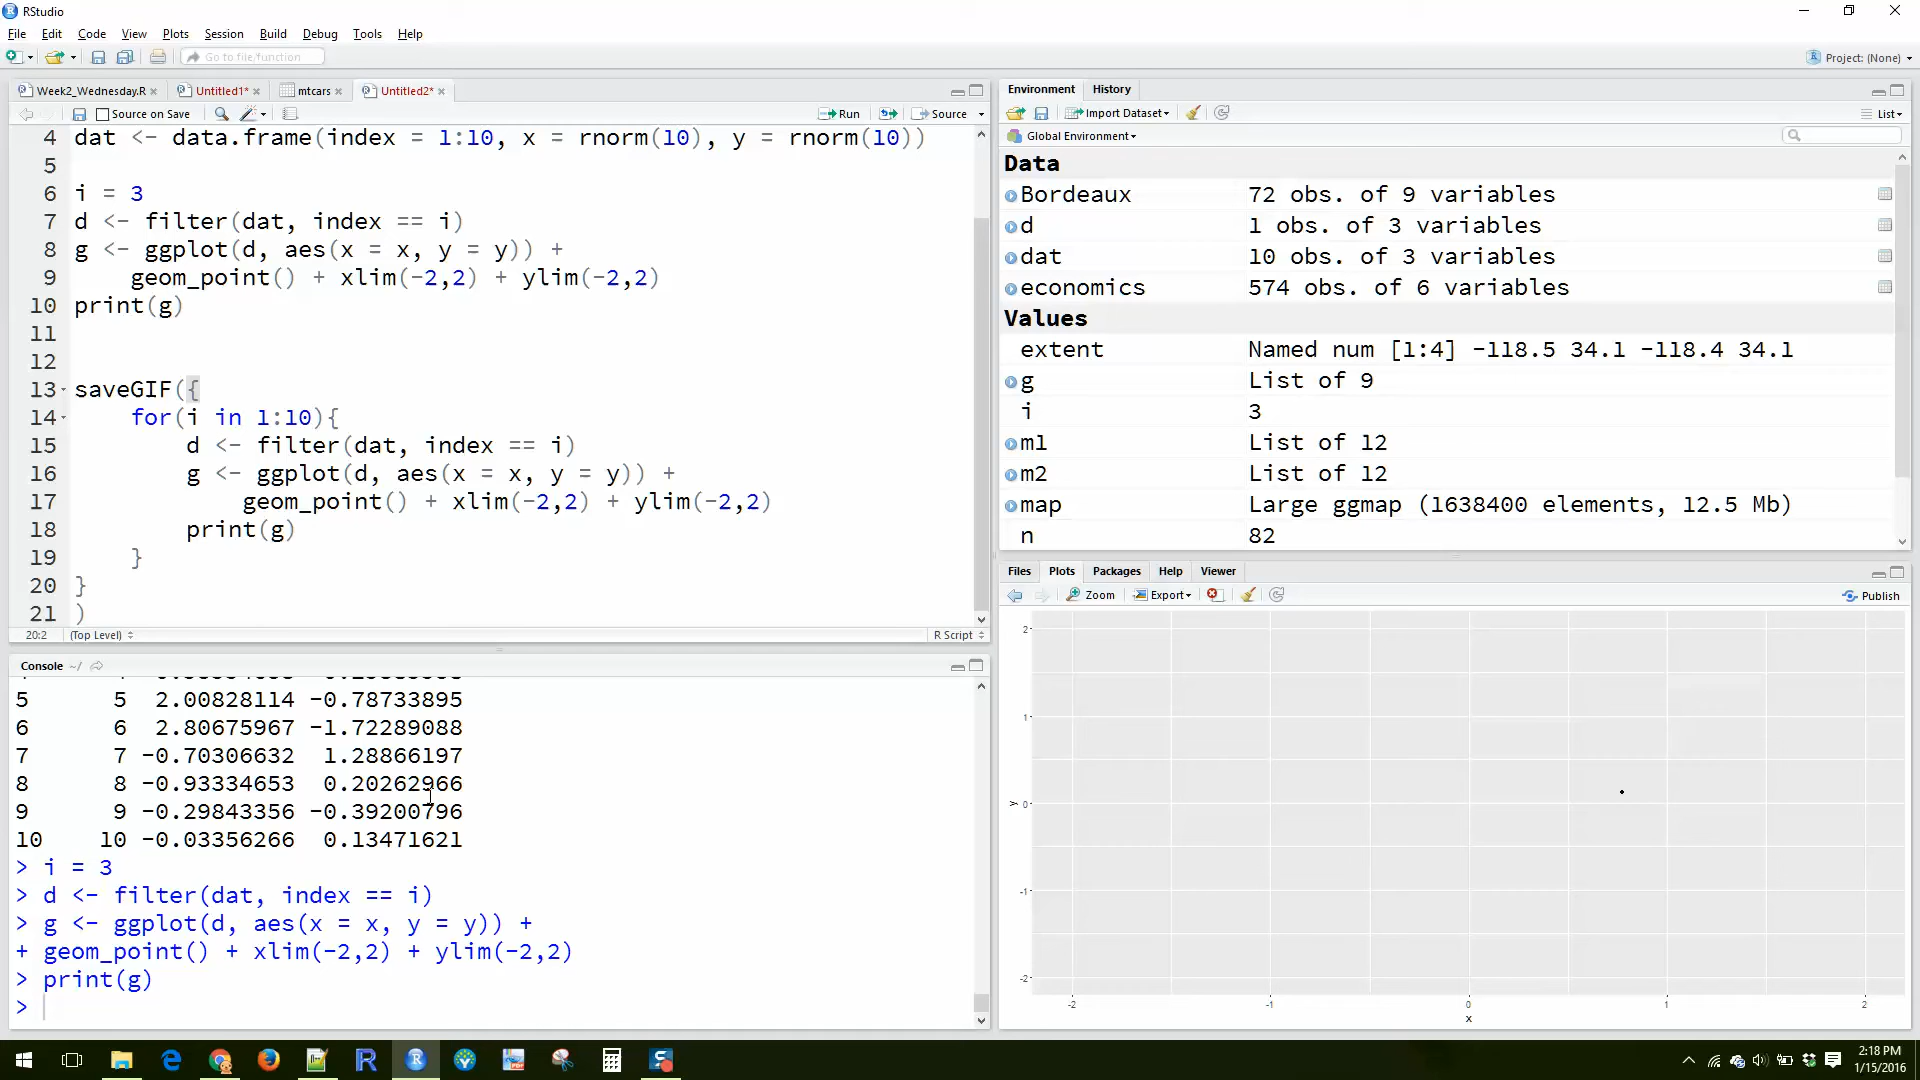 RStudio
File Edit Code View Plots Session Build Debug Tools Help
Go to file/function
Project: (None)
Week2_Wednesday.R × Untitled1* × mtcars × Untitled2* ×
Source on Save
Run
Source
4 dat <- data.frame(index = 1:10, x = rnorm(10), y = rnorm(10))
5
6 i = 3
7 d <- filter(dat, index == i)
8 g <- ggplot(d, aes(x = x, y = y)) +
9 geom_point() + xlim(-2,2) + ylim(-2,2)
10 print(g)
11
12
13 saveGIF({
14 for(i in 1:10){
15 d <- filter(dat, index == i)
16 g <- ggplot(d, aes(x = x, y = y)) +
17 geom_point() + xlim(-2,2) + ylim(-2,2)
18 print(g)
19 }
20 }
21 )
20:2 (Top Level) R Script
Console ~/
5 5 2.00828114 -0.78733895
6 6 2.80675967 -1.72289088
7 7 -0.70306632 1.28866197
8 8 -0.93334653 0.20262966
9 9 -0.29843356 -0.39200796
10 10 -0.03356266 0.13471621
> i = 3
> d <- filter(dat, index == i)
> g <- ggplot(d, aes(x = x, y = y)) +
+ geom_point() + xlim(-2,2) + ylim(-2,2)
> print(g)
>
Environment History
Import Dataset
List
Global Environment
Data
Bordeaux 72 obs. of 9 variables
d 1 obs. of 3 variables
dat 10 obs. of 3 variables
economics 574 obs. of 6 variables
Values
extent Named num [1:4] -118.5 34.1 -118.4 34.1
g List of 9
i 3
m1 List of 12
m2 List of 12
map Large ggmap (1638400 elements, 12.5 Mb)
n 82
Files Plots Packages Help Viewer
Zoom Export Publish
2
1
y 0
-1
-2
-2 -1 0 1 2
x
2:18 PM
1/15/2016